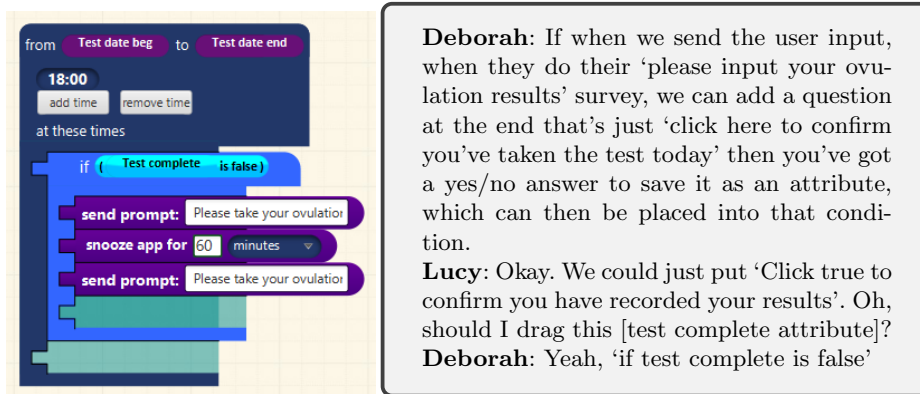 from Test date beg to Test date end
18:00
add time remove time
at these times
if ( Test complete is false )
send prompt: Please take your ovulation
snooze app for 60 minutes
send prompt: Please take your ovulation
Deborah: If when we send the user input,
when they do their ‘please input your ovu-
lation results’ survey, we can add a question
at the end that’s just ‘click here to confirm
you’ve taken the test today’ then you’ve got
a yes/no answer to save it as an attribute,
which can then be placed into that condi-
tion.
Lucy: Okay. We could just put ‘Click true to
confirm you have recorded your results’. Oh,
should I drag this [test complete attribute]?
Deborah: Yeah, ‘if test complete is false’